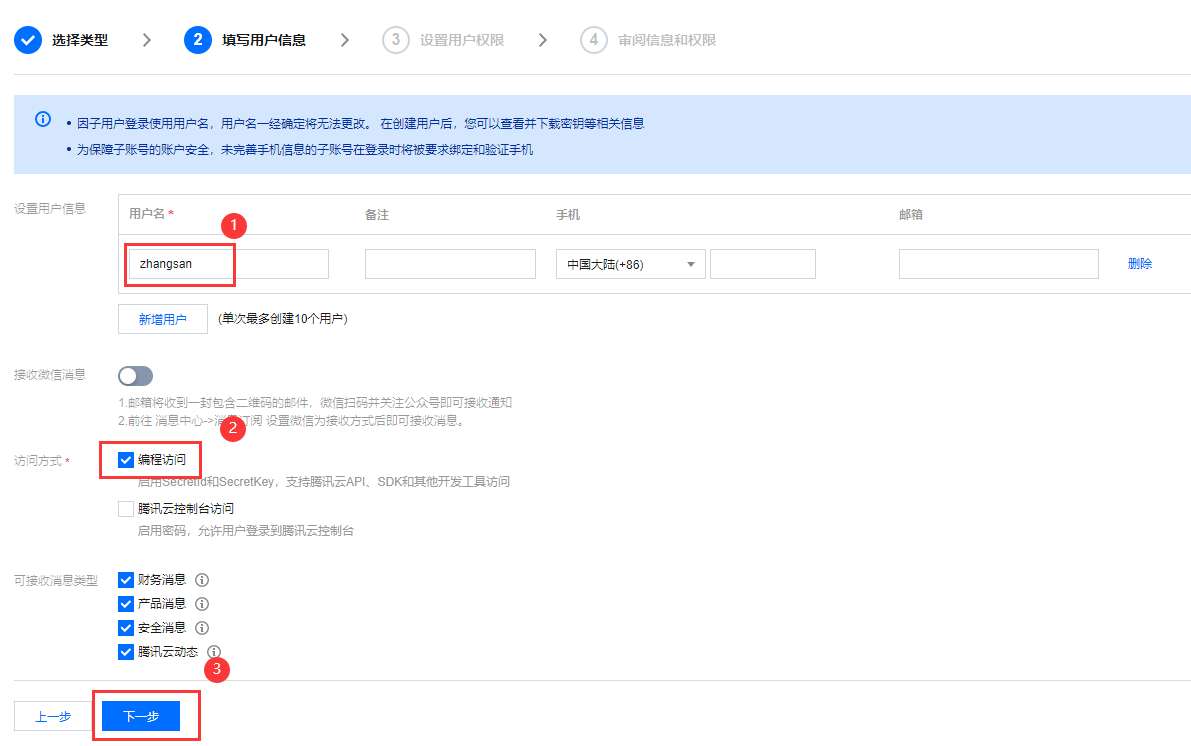 选择类型
2 填写用户信息
3 设置用户权限
4 审阅信息和权限
• 因子用户登录使用用户名，用户名一经确定将无法更改。 在创建用户后，您可以查看并下载密钥等相关信息
• 为保障子账号的账户安全，未完善手机信息的子账号在登录时将被要求绑定和验证手机
设置用户信息
用户名 * 备注 手机 邮箱
1
zhangsan 中国大陆(+86) 删除
新增用户 (单次最多创建10个用户)
接收微信消息
1.邮箱将收到一封包含二维码的邮件，微信扫码并关注公众号即可接收通知
2.前往 消息中心->消息订阅 设置微信为接收方式后即可接收消息。
2
访问方式 * 编程访问
启用SecretId和SecretKey，支持腾讯云API、SDK和其他开发工具访问
腾讯云控制台访问
启用密码，允许用户登录到腾讯云控制台
可接收消息类型 财务消息
产品消息
安全消息
腾讯云动态
3
上一步 下一步